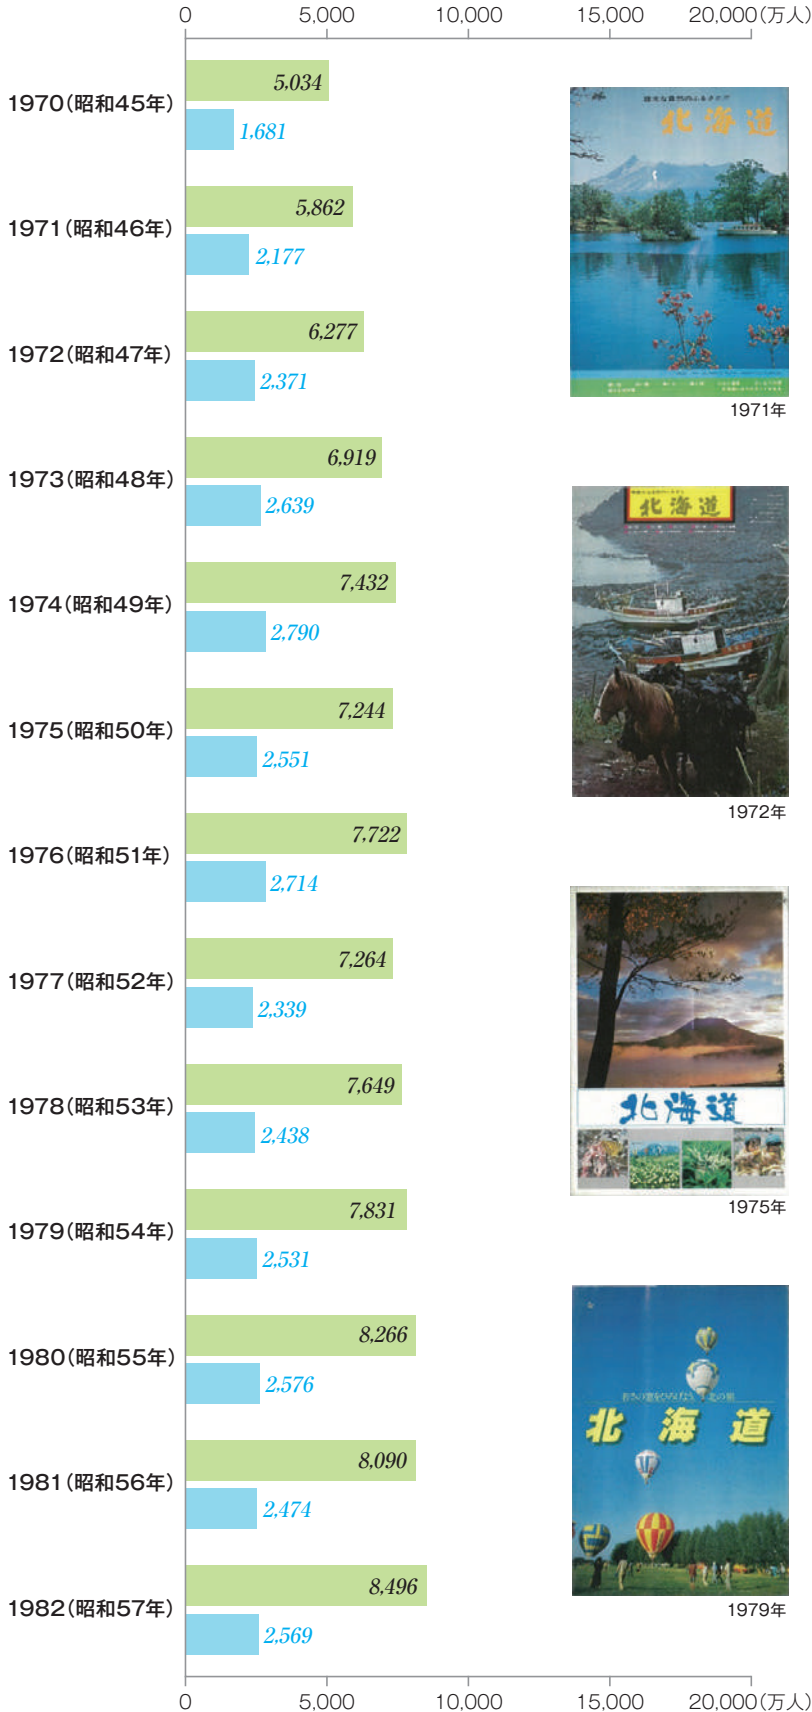 0 5,000 10,000 15,000 20,000(万人)
1970(昭和45年)
5,034
1,681
1971(昭和46年)
5,862
2,177
1972(昭和47年)
6,277
2,371
1973(昭和48年)
6,919
2,639
1974(昭和49年)
7,432
2,790
1975(昭和50年)
7,244
2,551
1976(昭和51年)
7,722
2,714
1977(昭和52年)
7,264
2,339
1978(昭和53年)
7,649
2,438
1979(昭和54年)
7,831
2,531
1980(昭和55年)
8,266
2,576
1981(昭和56年)
8,090
2,474
1982(昭和57年)
8,496
2,569
0 5,000 10,000 15,000 20,000(万人)
北海道
1971年
北海道
1972年
北海道
1975年
北海道
1979年